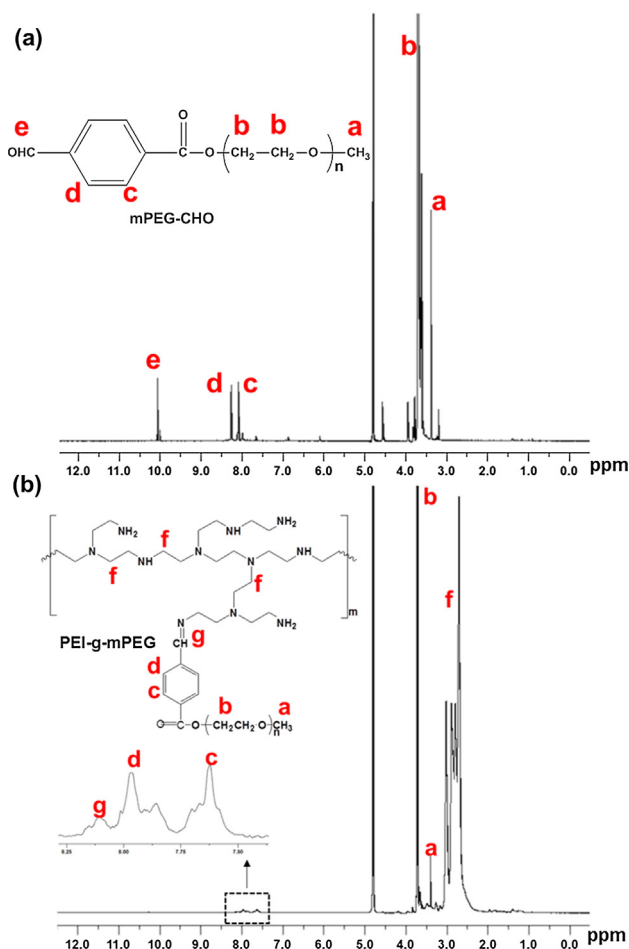 (a)
b
e
b b a
O
OHC C O CH2 CH2 O n CH3
d c
mPEG-CHO
a
e d c
12.0 11.0 10.0 9.0 8.0 7.0 6.0 5.0 4.0 3.0 2.0 1.0 0.0 ppm
(b)
b
NH2 NH NH2
f f
N NH N N NH
f f m
N N NH2
PEI-g-mPEG CH g
d
c
b a
O C O CH2CH2 O n CH3
g d c
8.25 8.00 7.75 7.50
a
12.0 11.0 10.0 9.0 8.0 7.0 6.0 5.0 4.0 3.0 2.0 1.0 0.0 ppm